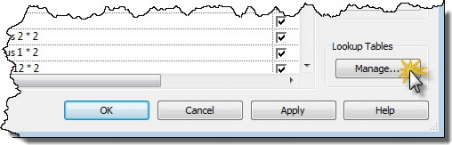 s 2 * 2
us 1 * 2
12 * 2
Lookup Tables
Manage...
OK
Cancel
Apply
Help